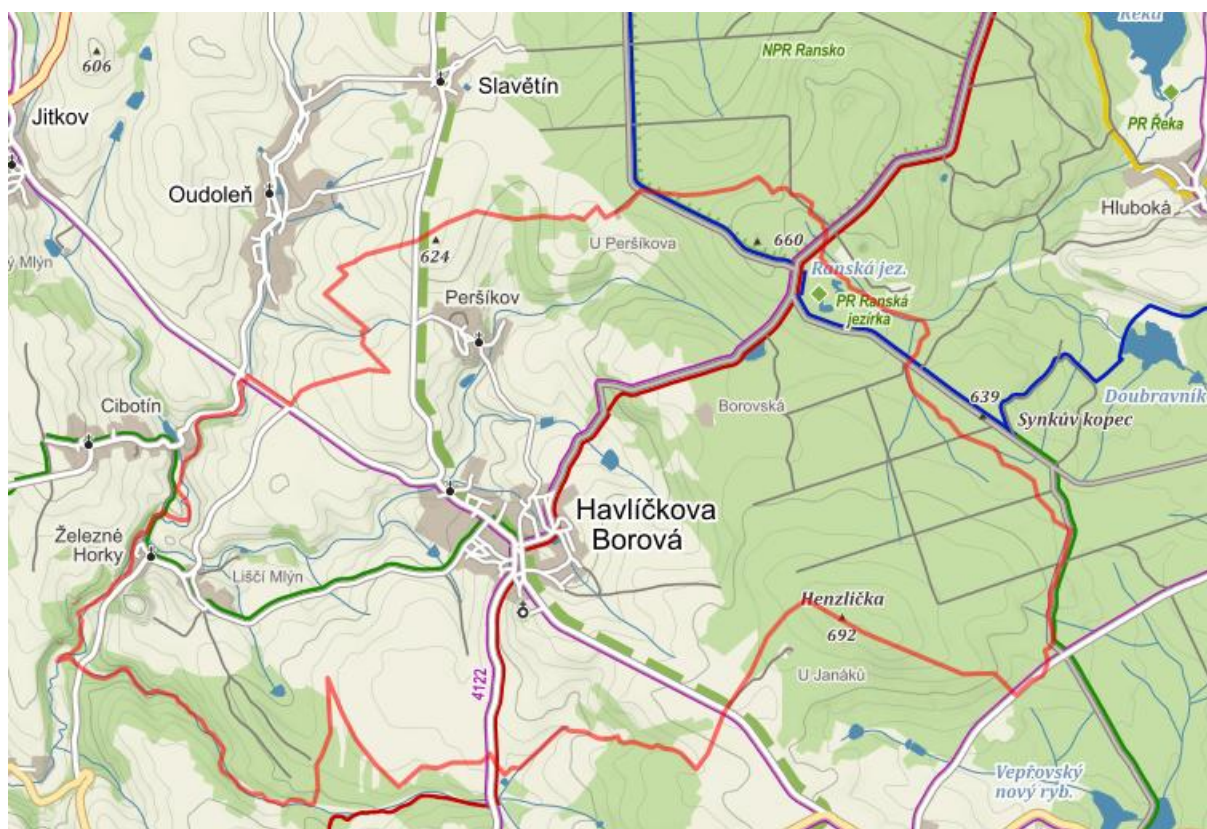 Řeka
NPR Ransko
606
Slavětín
Jitkov
PR Řeka
Oudoleň
Hluboká
Mlýn
624
U Peršíkova
660
Ranská jez.
PR Ranská
jezírka
Peršíkov
Cibotín
Borovská
639
Synkův kopec
Doubravník
Havlíčkova
Borová
Železné
Horky
Liščí Mlýn
Henzlička
692
U Janáků
4122
Vepřovský
nový ryb.